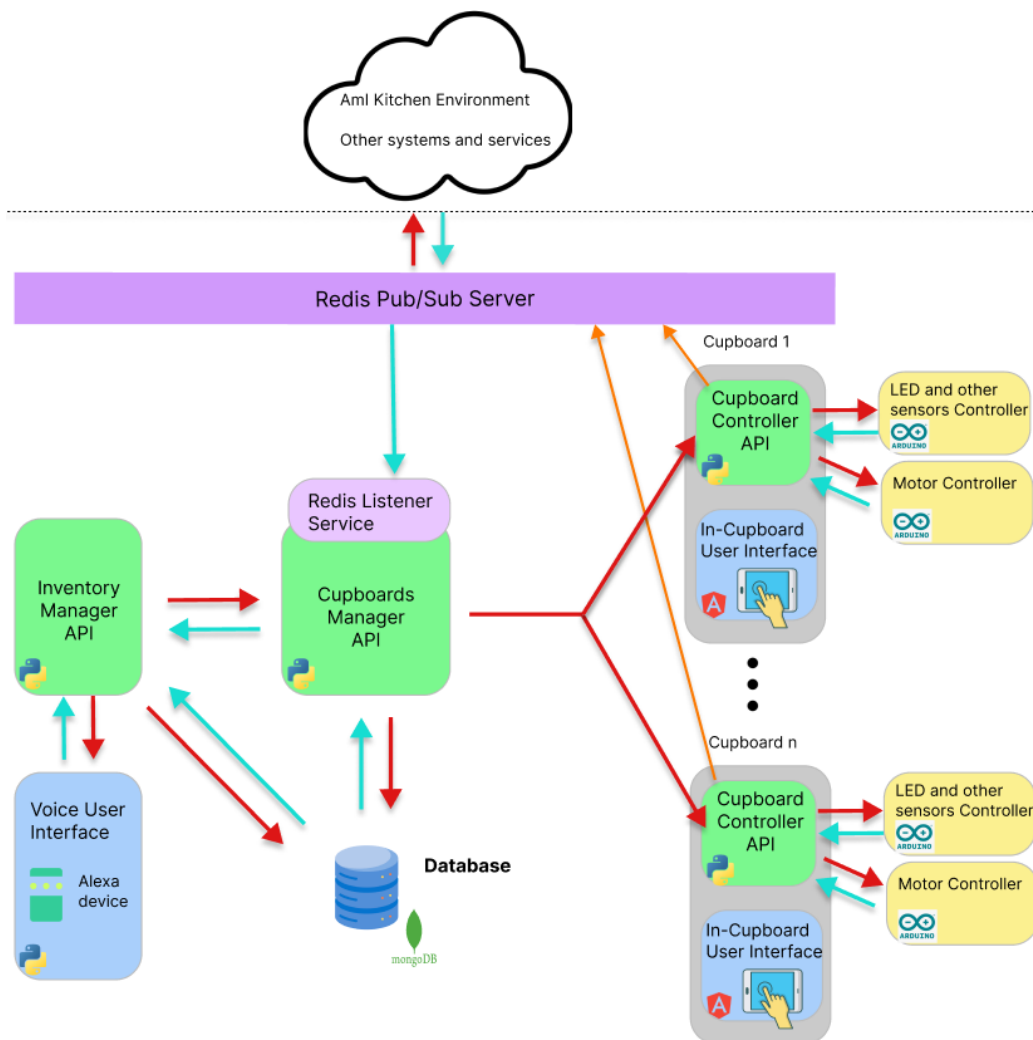 AmI Kitchen Environment
Other systems and services
Redis Pub/Sub Server
Cupboard 1
Cupboard
Controller
API
LED and other
sensors Controller
ARDUINO
Motor Controller
ARDUINO
In-Cupboard
User Interface
A
Redis Listener
Service
Inventory
Manager
API
Cupboards
Manager
API
Cupboard n
Cupboard
Controller
API
LED and other
sensors Controller
ARDUINO
Motor Controller
ARDUINO
In-Cupboard
User Interface
A
Voice User
Interface
Alexa
device
Database
mongoDB